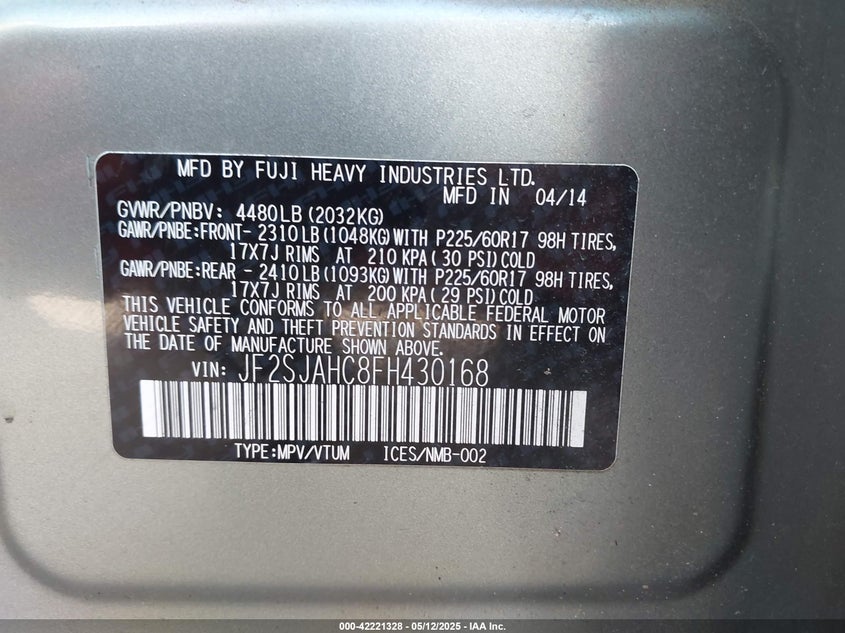 MFD BY FUJI HEAVY INDUSTRIES LTD.
MFD IN 04/14
GVWR/PNBV: 4480LB(2032KG)
GAWR/PNBE:FRONT-2310LB(1048KG)WITH P225/60R17 98H TIRES,
17X7J RIMS AT 210 KPA( 30 PSI)COLD
GAWR/PNBE:REAR - 2410LB(1093KG)WITH P225/60R17 98H TIRES,
17X7J RIMS AT 200 KPA( 29 PSI)COLD.
THIS VEHICLE CONFORMS TO ALL APPLICABLE FEDERAL MOTOR
VEHICLE SAFETY AND THEFT PREVENTION STANDARDS IN EFFECT ON
THE DATE OF MANUFACTURE SHOWN ABOVE.
VIN: JF2SJAHC8FH430168
TYPE:MPV/VTUM ICES/NMB-002
000-42221328 - 05/12/2025 - IAA Inc.